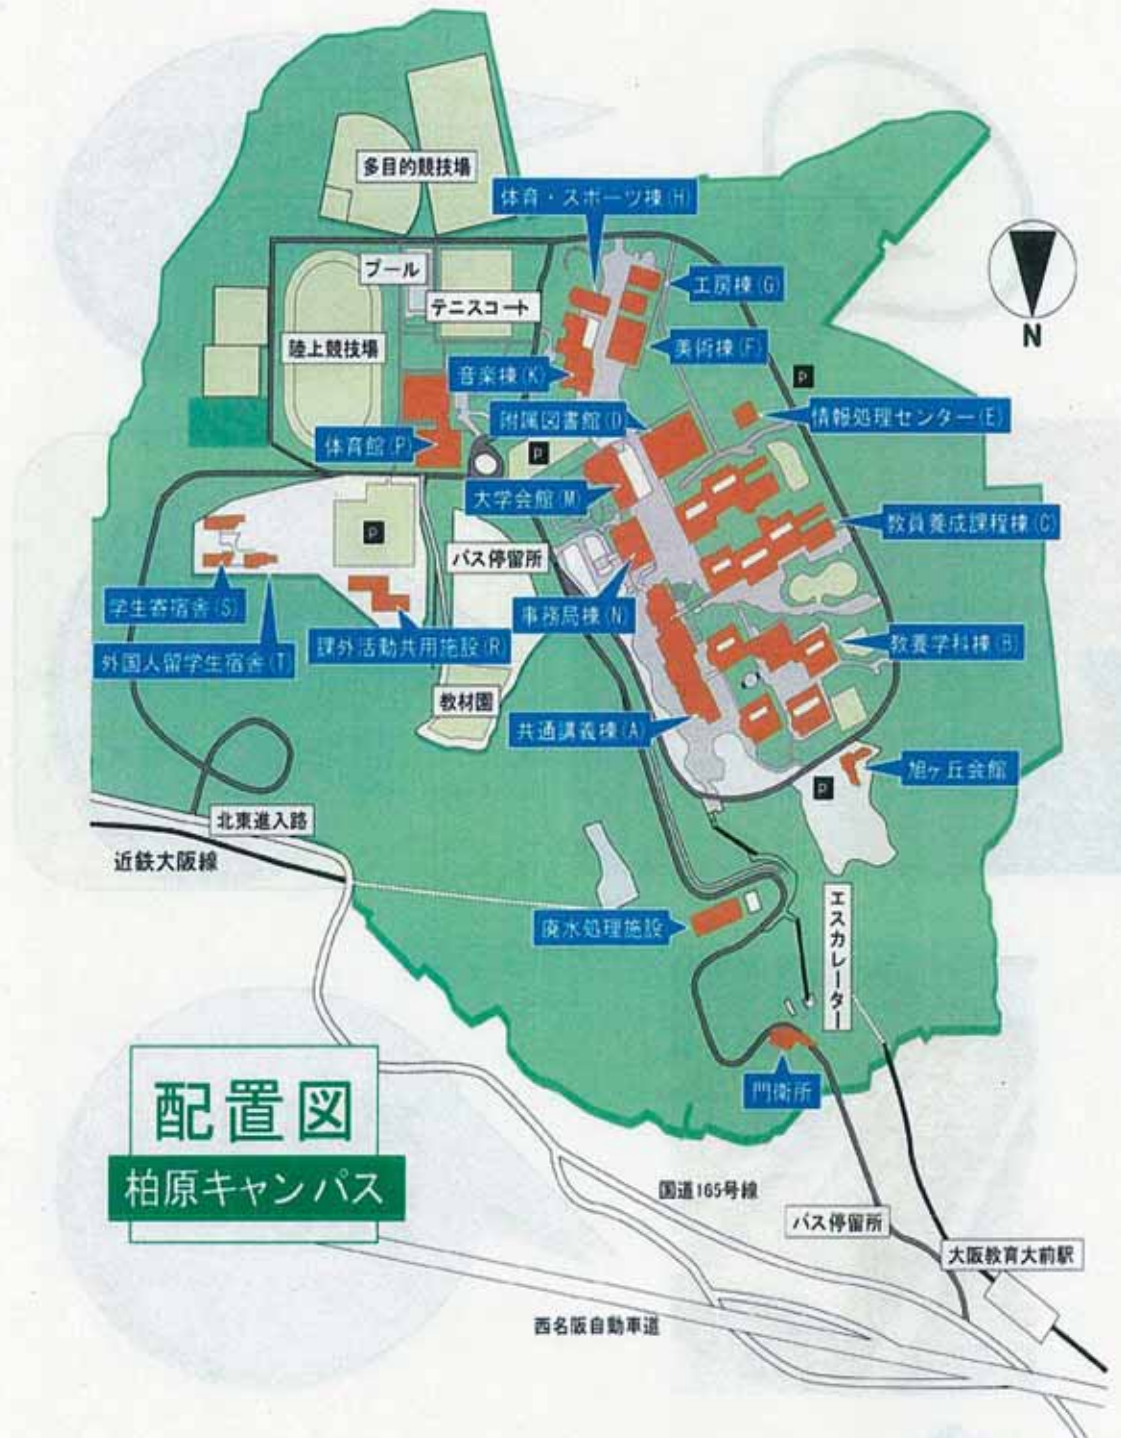 多目的競技場
体育・スポーツ棟(H)
プール
工房棟(G)
テニスコート
N
陸上競技場
美術棟(F)
音楽棟(K)
P
附属図書館(D)
情報処理センター(E)
体育館(P)
P
大学会館(M)
教員養成課程棟(C)
P
バス停留所
学生寄宿舎(S)
事務局棟(N)
外国人留学生宿舎(T)
課外活動共用施設(R)
教養学科棟(B)
教材園
共通講義棟(A)
旭ヶ丘会館
P
北東進入路
近鉄大阪線
エスカレーター
廃水処理施設
門衛所
配置図
柏原キャンパス
国道165号線
バス停留所
大阪教育大前駅
西名阪自動車道